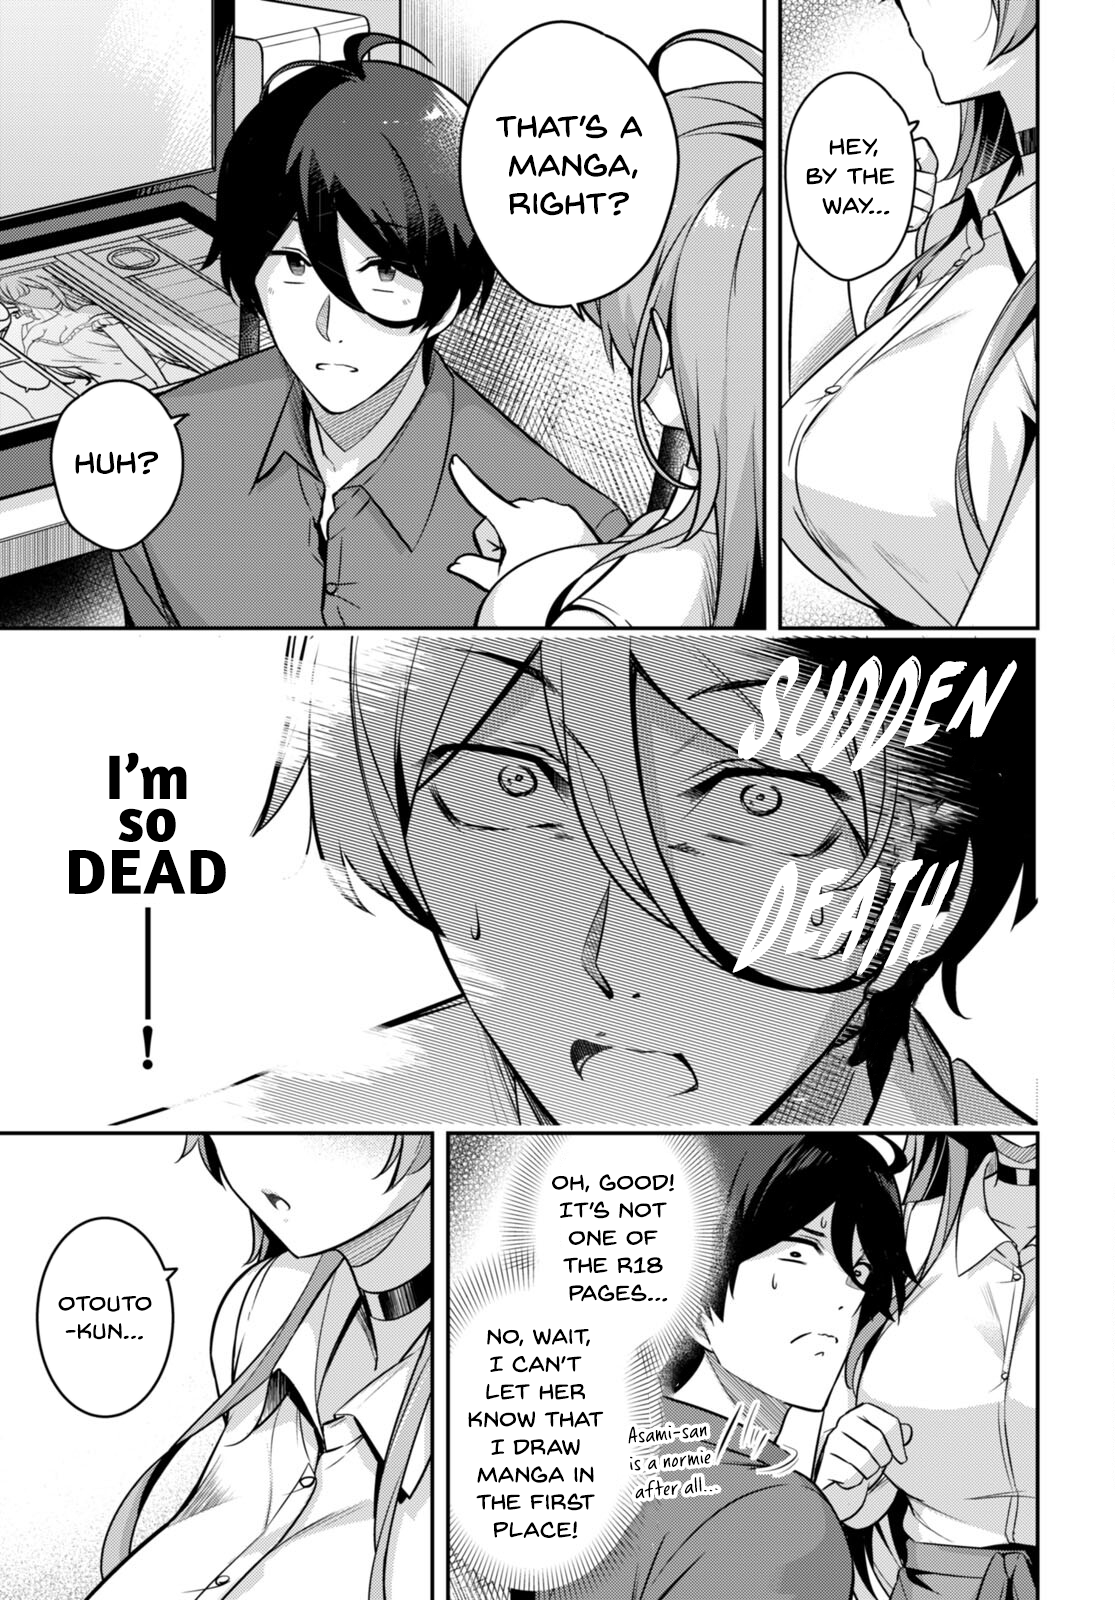 HEY,
BY THE
WAY...
THAT'S A
MANGA,
RIGHT?
HUH?
SUDDEN
DEATH
I'm
so
DEAD
—!
OH, GOOD!
IT'S NOT
ONE OF
THE R18
PAGES...
NO, WAIT,
I CAN'T
LET HER
KNOW THAT
I DRAW
MANGA IN
THE FIRST
PLACE!
Asami-san
is a normie
after all...
OTOUTO
-KUN...